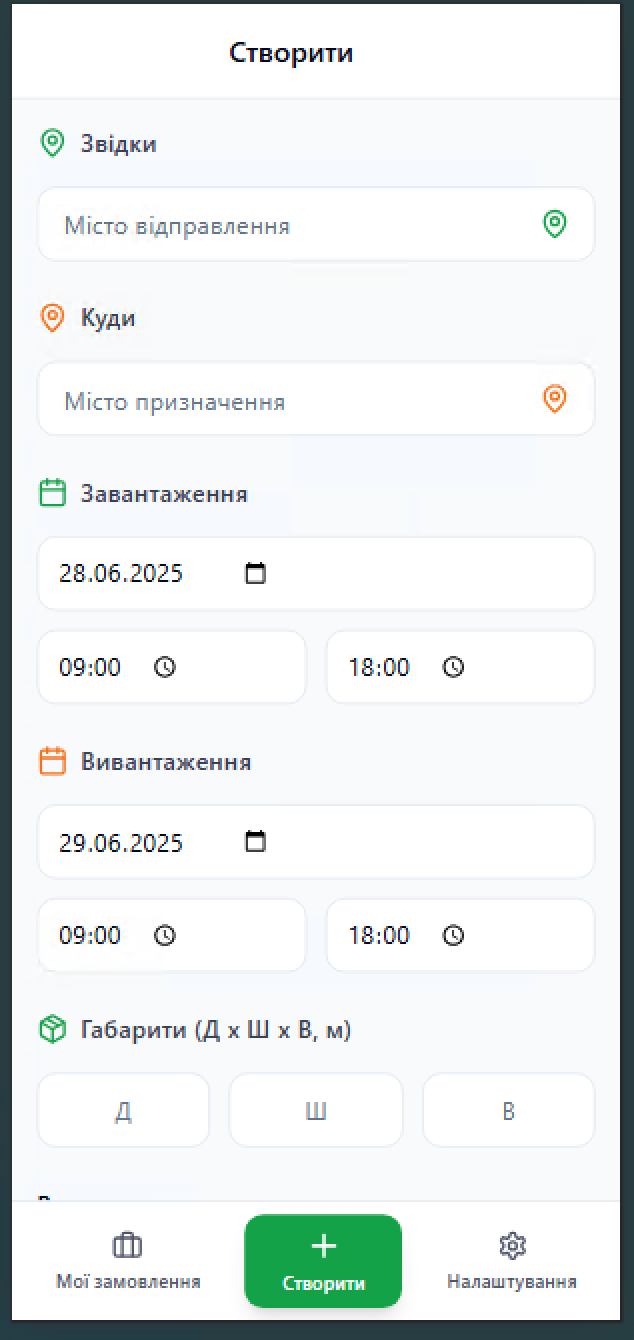 Створити
Звідки
Місто відправлення
Куди
Місто призначення
Завантаження
28.06.2025
09:00 18:00
Вивантаження
29.06.2025
09:00 18:00
Габарити (Д x Ш x В, м)
Д Ш В
Мої замовлення Створити Налаштування